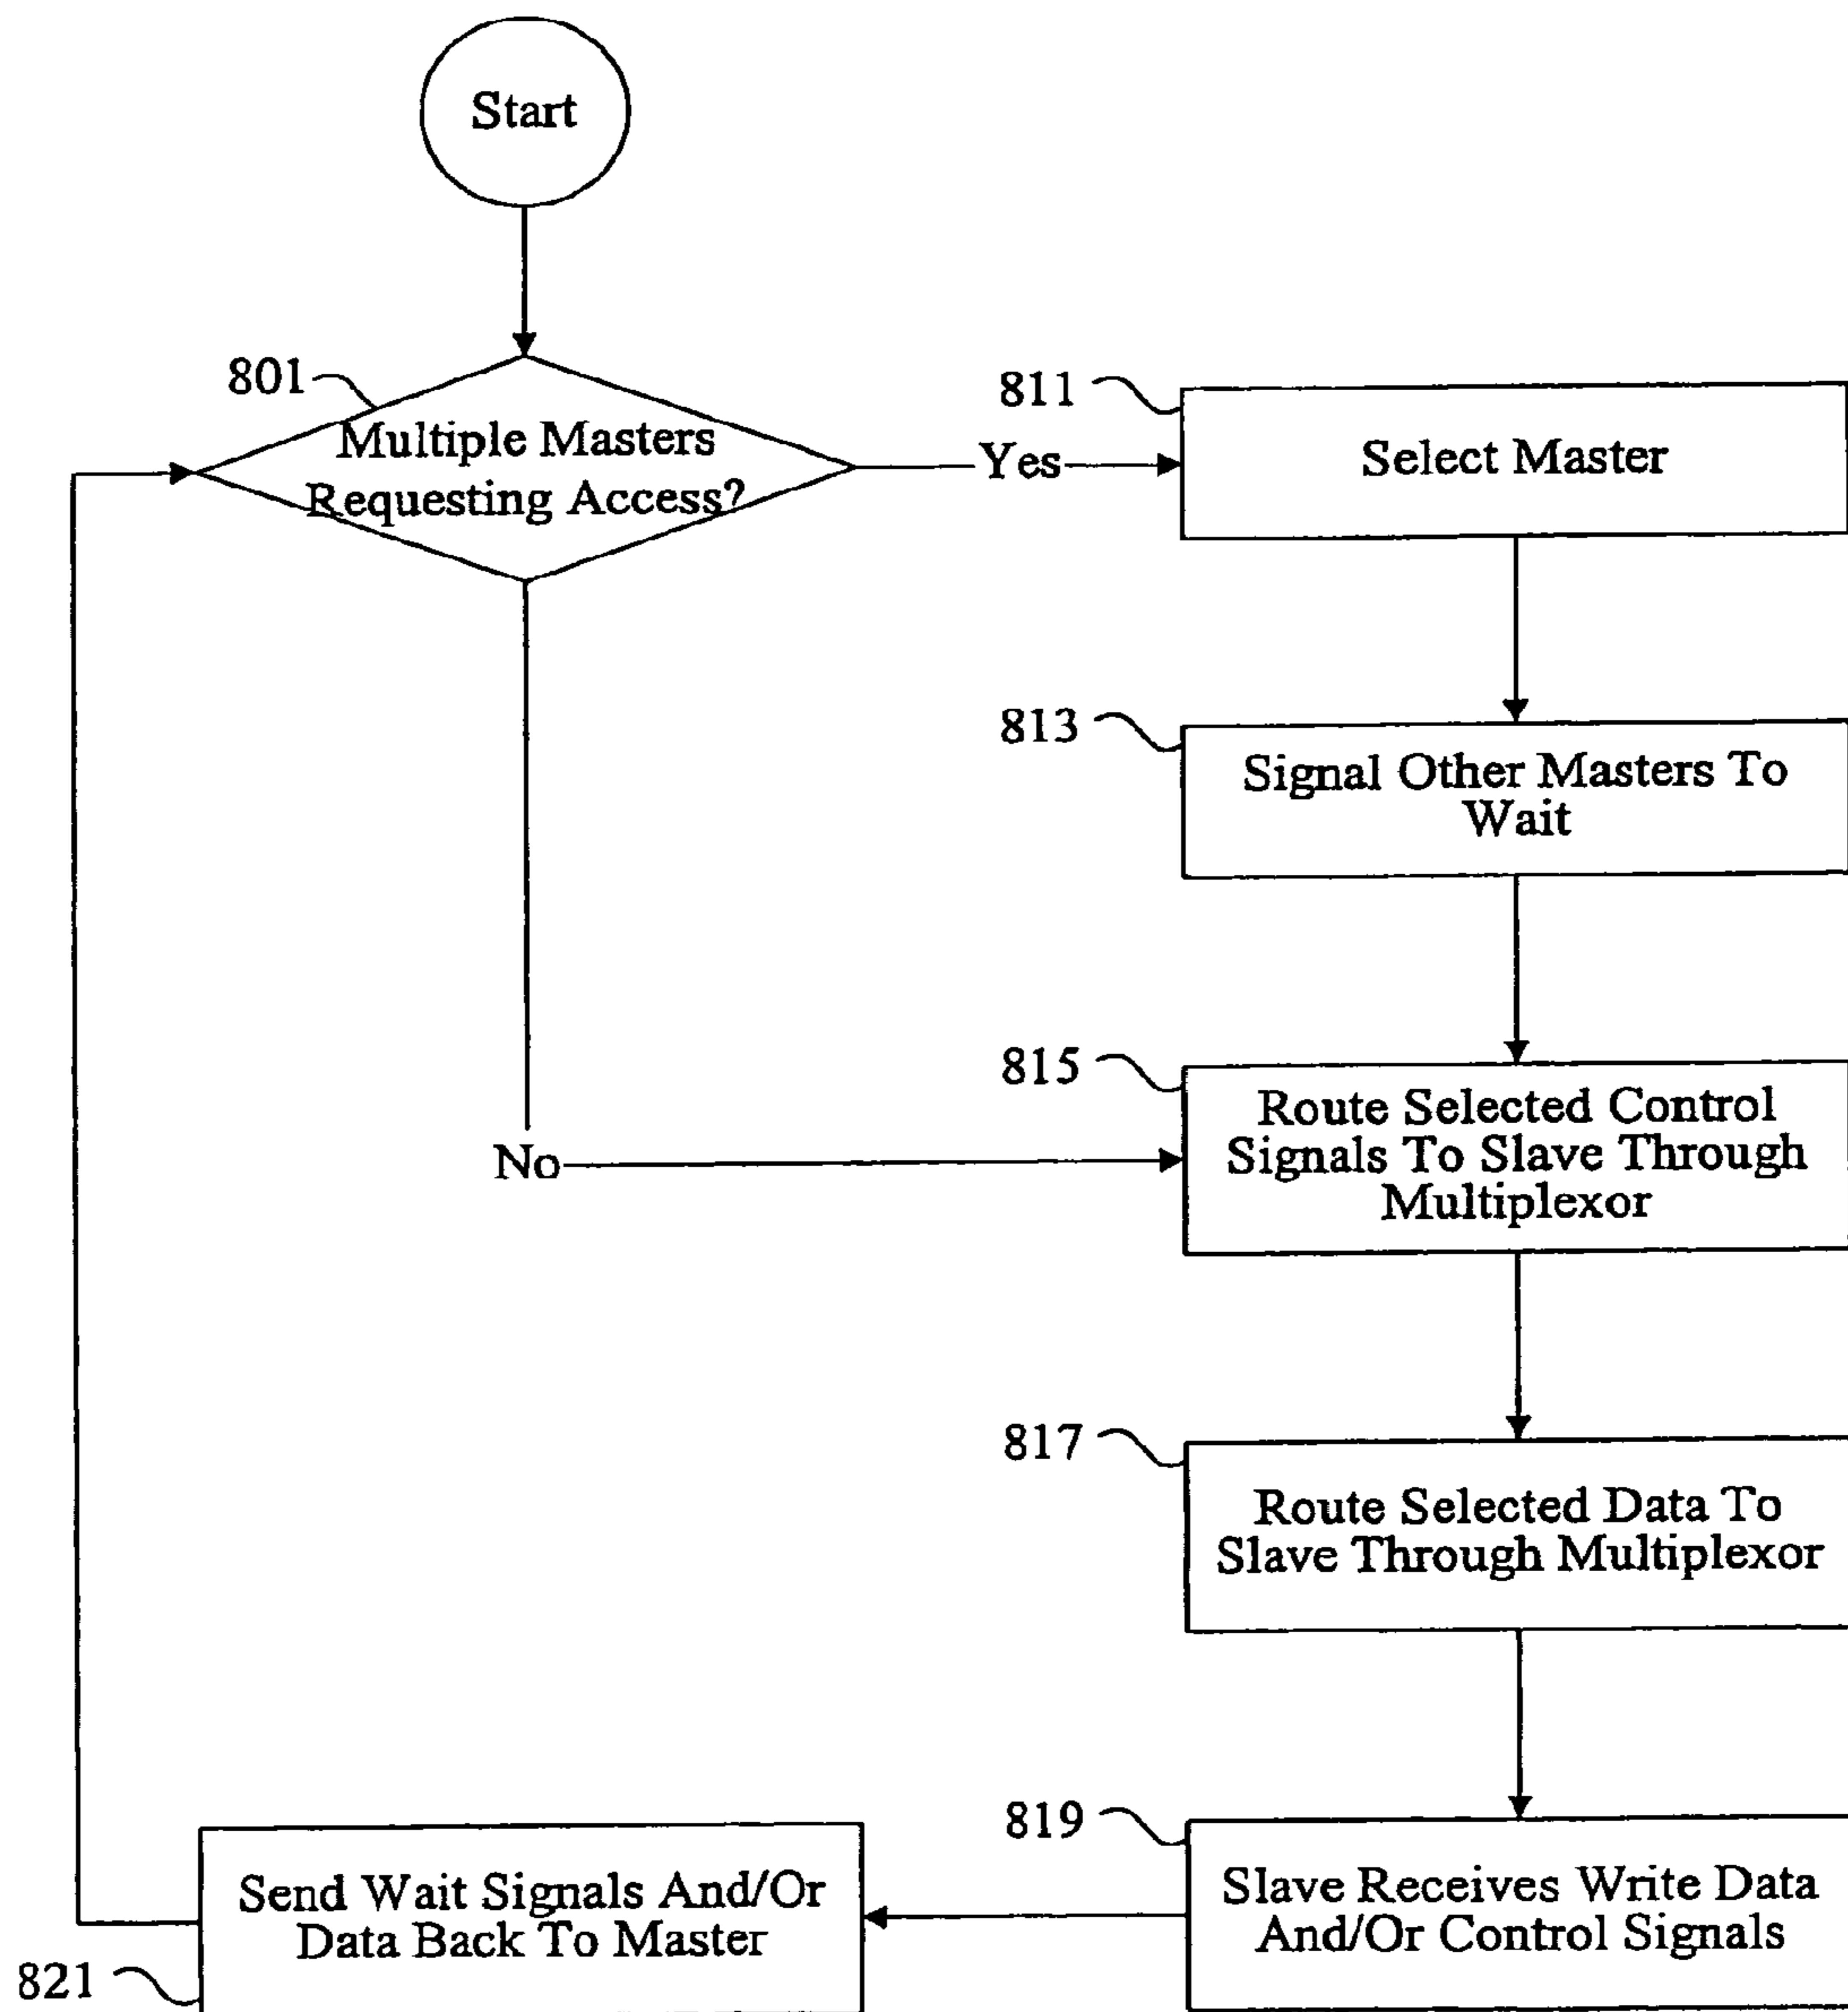 Start
801
Multiple Masters
Requesting Access?
Yes
811
Select Master
813
Signal Other Masters To
Wait
No
815
Route Selected Control
Signals To Slave Through
Multiplexor
817
Route Selected Data To
Slave Through Multiplexor
819
Slave Receives Write Data
And/Or Control Signals
Send Wait Signals And/Or
Data Back To Master
821